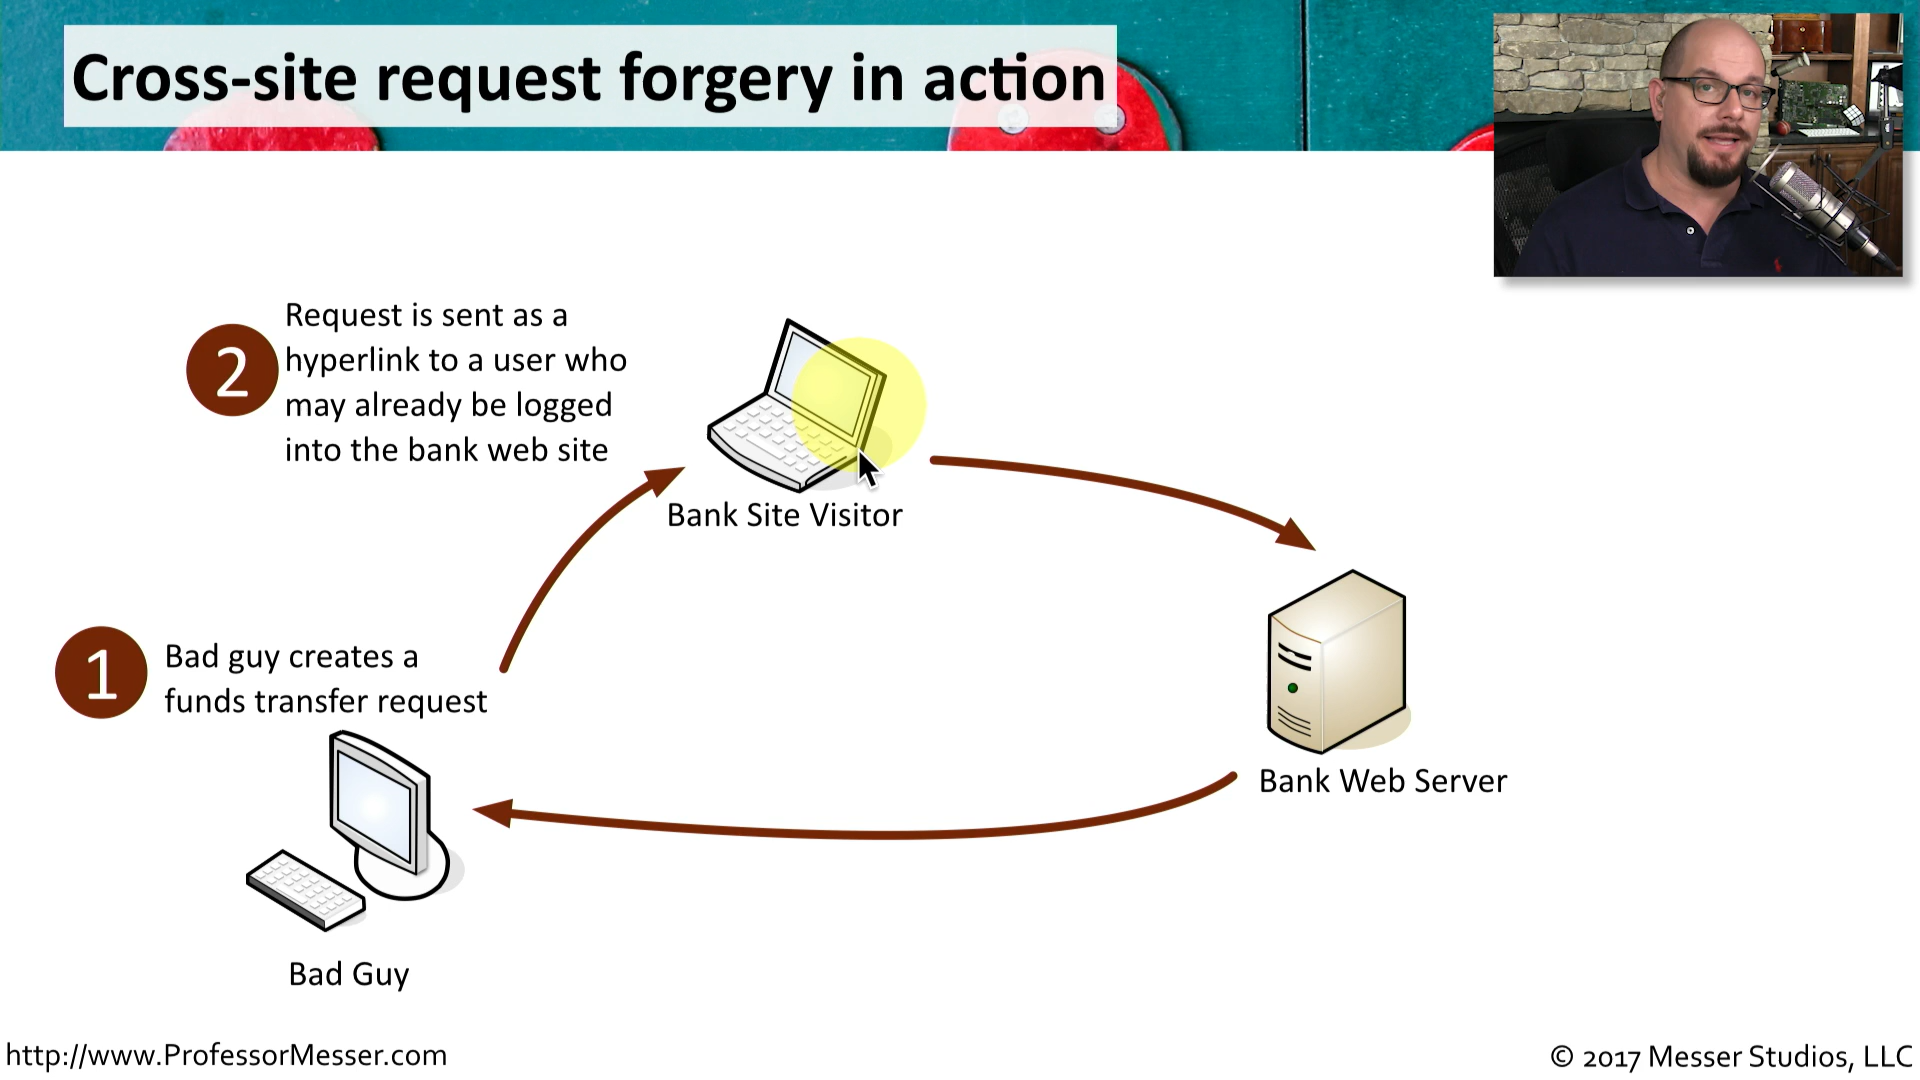 Cross-site request forgery in action
2
Request is sent as a
hyperlink to a user who
may already be logged
into the bank web site
Bank Site Visitor
1
Bad guy creates a
funds transfer request
Bank Web Server
Bad Guy
http://www.ProfessorMesser.com
© 2017 Messer Studios, LLC